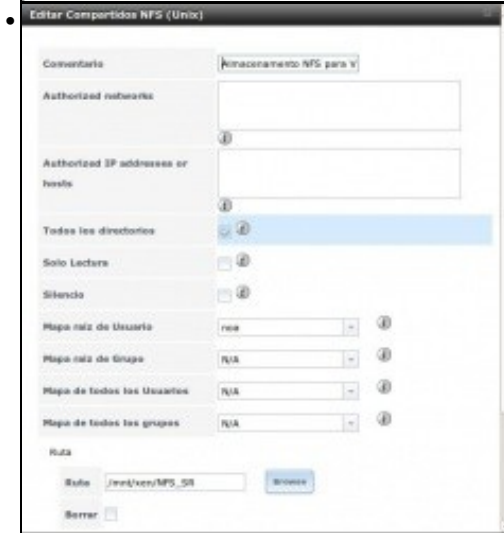 Editar Compartidos NFS (Unix)
Comentario
Almacenamento NFS para V
Authorized networks
Authorized IP addresses or
hosts
Todos los directorios
Solo Lectura
Silencio
Mapa raíz de Usuario
Mapa raíz de Grupo
N/A
Mapa de todos los Usuarios
N/A
Mapa de todos los grupos
N/A
Ruta
Ruta
/mnt/xen/NFS_SR
Browse
Borrar